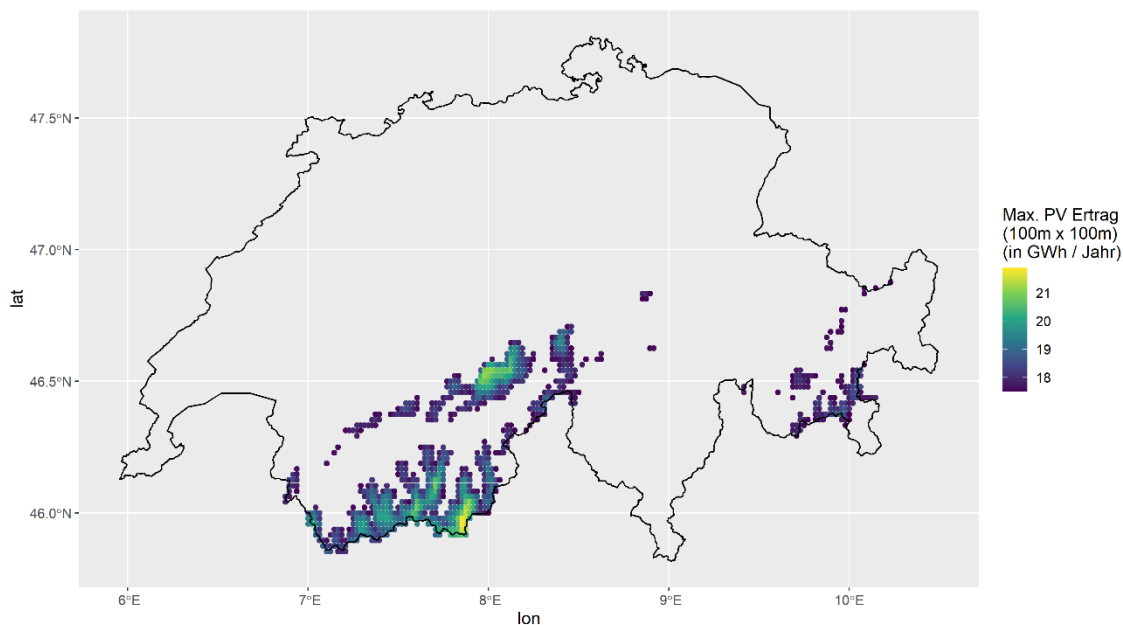 47.5°N
47.0°N
46.5°N
46.0°N
lat
6°E
7°E
8°E
9°E
10°E
lon
Max. PV Ertrag
(100m x 100m)
(in GWh / Jahr)
21
20
19
18